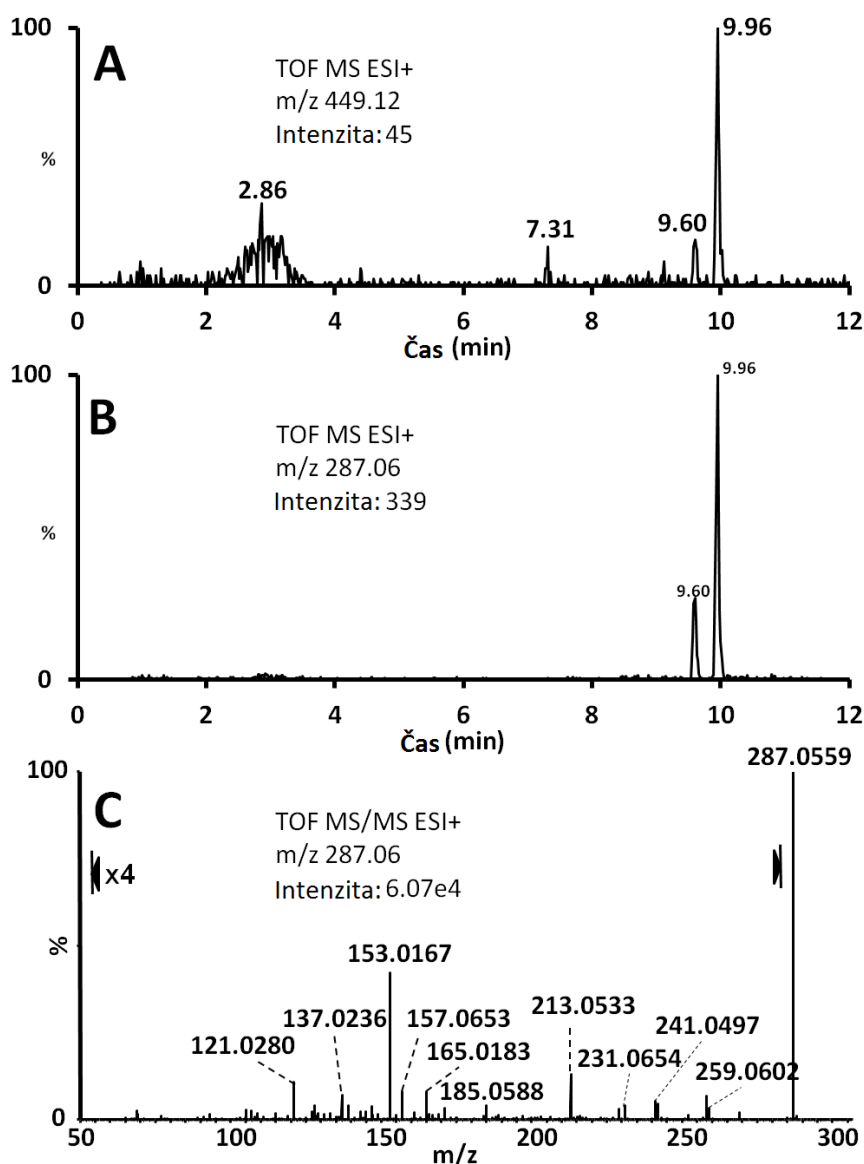 100
A
TOF MS ESI+
m/z 449.12
Intenzita: 45
9.96
%
2.86
7.31
9.60
0
0 2 4 6 8 10 12
Čas (min)
100
B
TOF MS ESI+
m/z 287.06
Intenzita: 339
9.96
%
9.60
0
0 2 4 6 8 10 12
Čas (min)
287.0559
100
C
TOF MS/MS ESI+
m/z 287.06
Intenzita: 6.07e4
x4
%
153.0167
137.0236
157.0653
213.0533
241.0497
121.0280
165.0183
231.0654
259.0602
185.0588
0
50 100 150 200 250 300
m/z